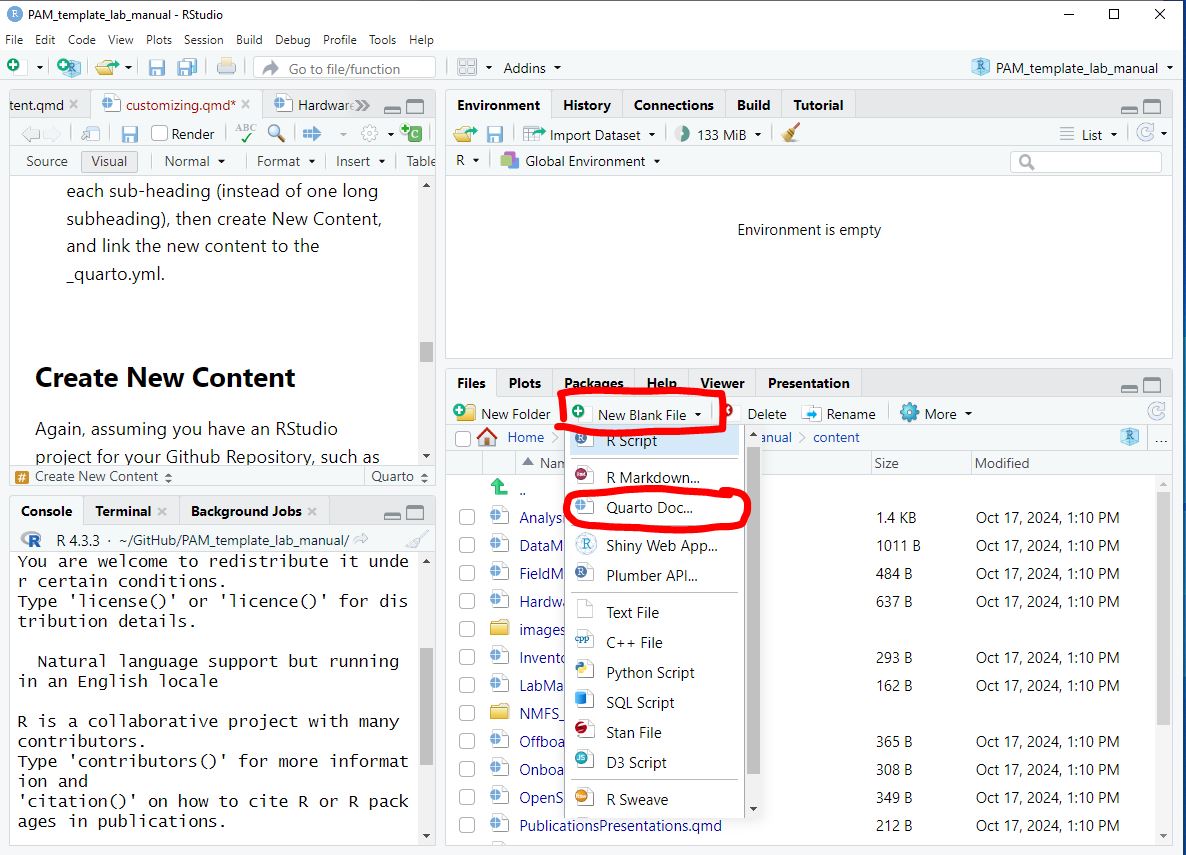 PAM_template_lab_manual - RStudio
File Edit Code View Plots Session Build Debug Profile Tools Help
Go to file/function Addins PAM_template_lab_manual
tent.qmd customizing.qmd* Hardware
Render ABC
Source Visual Normal Format Insert Table
each sub-heading (instead of one long
subheading), then create New Content,
and link the new content to the
_quarto.yml.
Create New Content
Again, assuming you have an RStudio
project for your Github Repository, such as
# Create New Content Quarto
Console Terminal Background Jobs
R 4.3.3 · ~/GitHub/PAM_template_lab_manual/
You are welcome to redistribute it unde
r certain conditions.
Type 'license()' or 'licence()' for dis
tribution details.
Natural language support but running
in an English locale
R is a collaborative project with many
contributors.
Type 'contributors()' for more informat
ion and
'citation()' on how to cite R or R pack
ages in publications.
Environment History Connections Build Tutorial
Import Dataset 133 MiB List
R Global Environment
Environment is empty
Files Plots Packages Help Viewer Presentation
New Folder New Blank File Delete Rename More
Home anual content ...
Nam Size Modified
..
Analys 1.4 KB Oct 17, 2024, 1:10 PM
DataM 1011 B Oct 17, 2024, 1:10 PM
FieldM 484 B Oct 17, 2024, 1:10 PM
Hardwa 637 B Oct 17, 2024, 1:10 PM
images
Invento 293 B Oct 17, 2024, 1:10 PM
LabMa 162 B Oct 17, 2024, 1:10 PM
NMFS_
Offboa 365 B Oct 17, 2024, 1:10 PM
Onboa 308 B Oct 17, 2024, 1:10 PM
OpenS 349 B Oct 17, 2024, 1:10 PM
PublicationsPresentations.qmd 212 B Oct 17, 2024, 1:10 PM
R Script
R Markdown...
Quarto Doc...
Shiny Web App...
Plumber API...
Text File
cpp C++ File
Python Script
SQL Script
Stan File
JS D3 Script
R Sweave